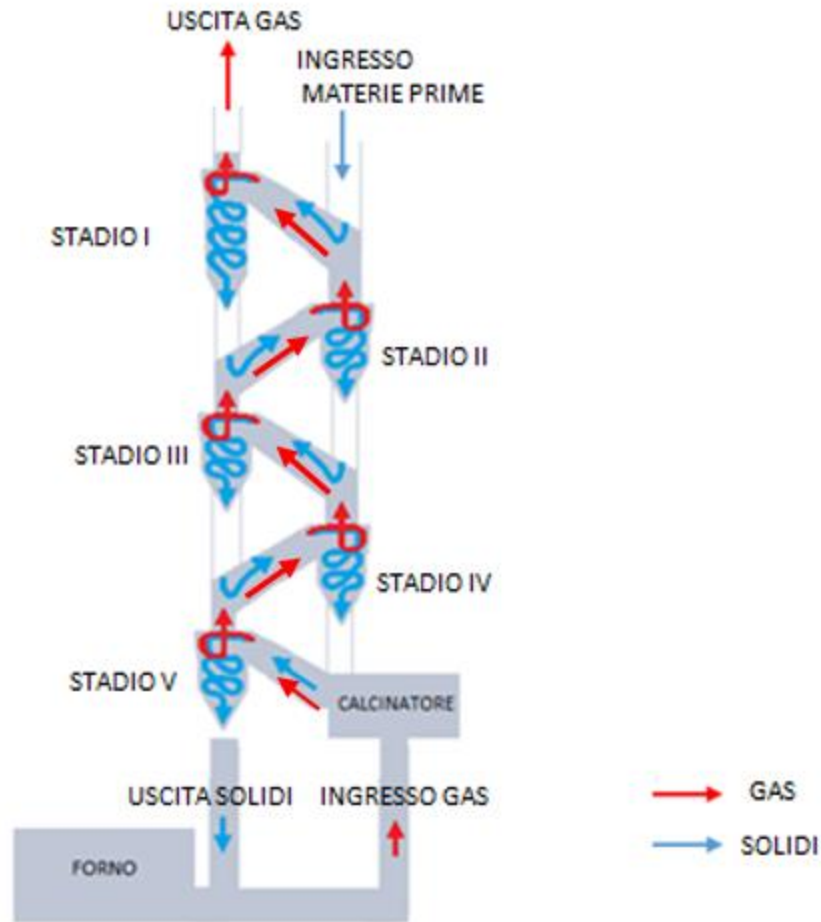 USCITA GAS
INGRESSO
MATERIE PRIME
STADIO I
STADIO II
STADIO III
STADIO IV
STADIO V
CALCINATORE
USCITA SOLIDI
INGRESSO GAS
GAS
SOLIDI
FORNO